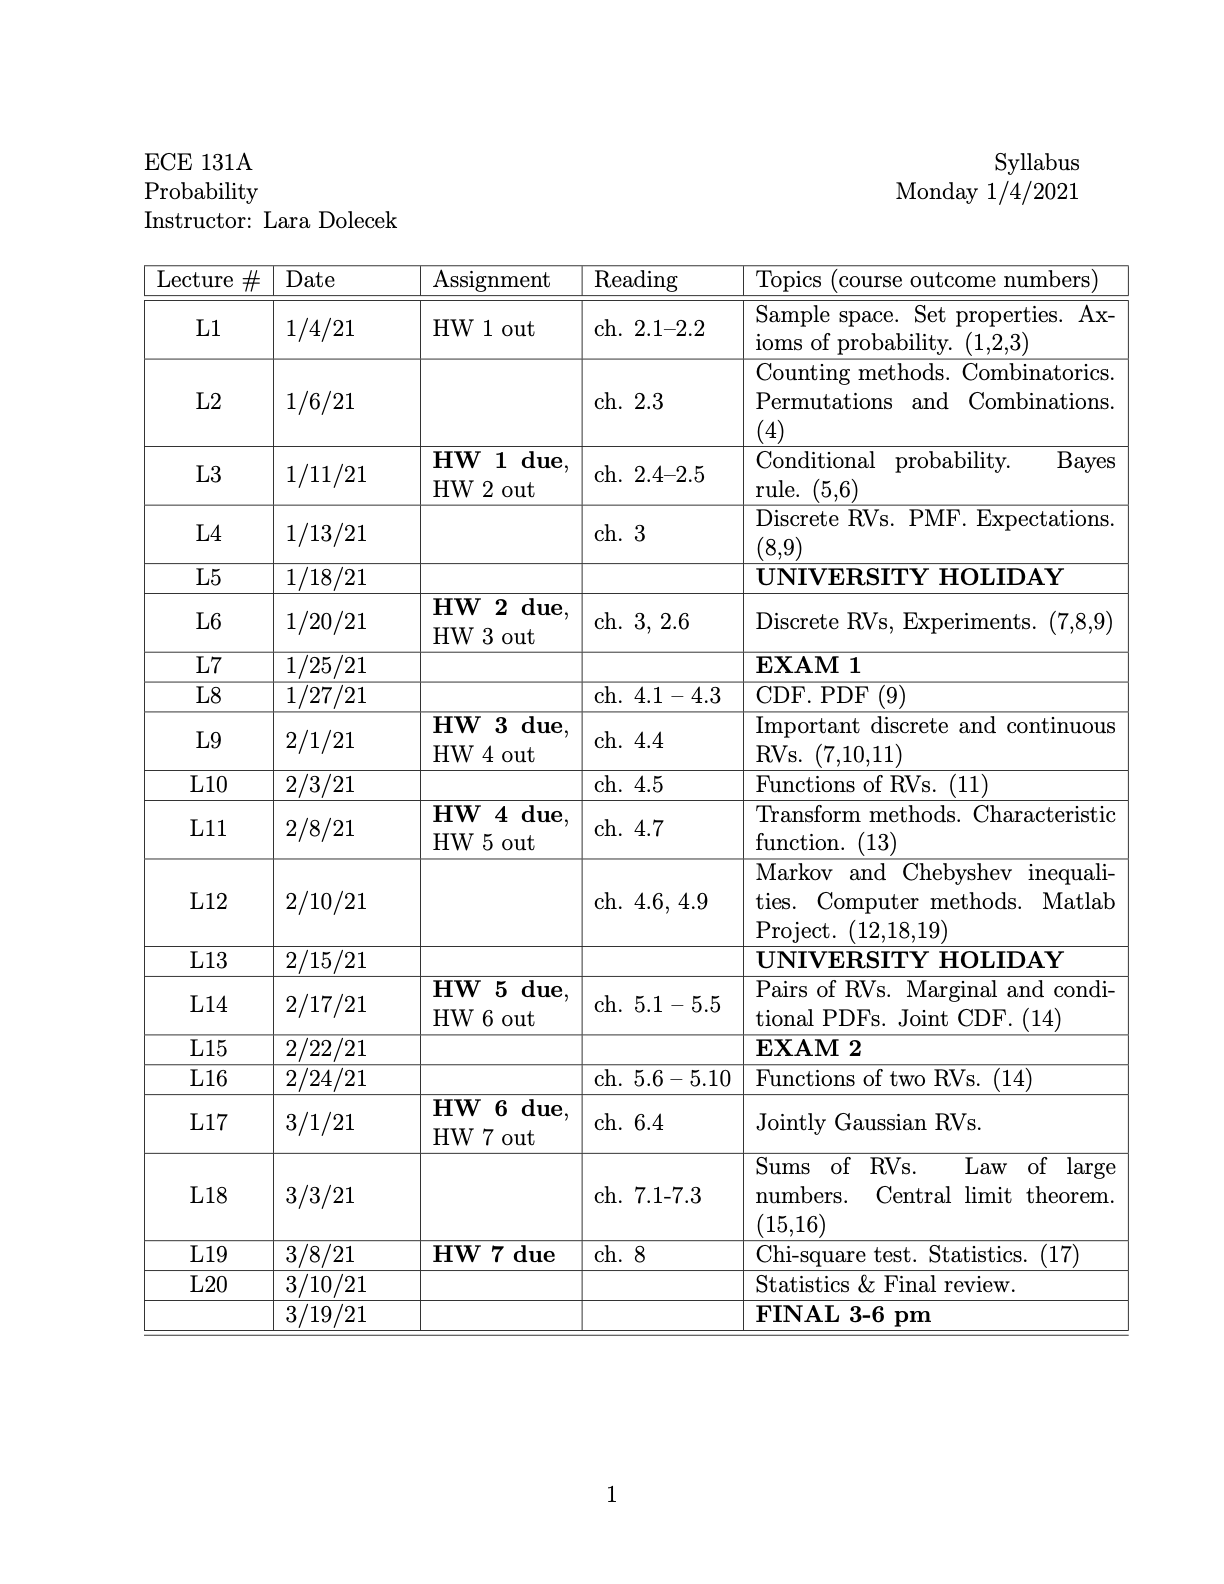 ECE 131A Syllabus
Probability Monday 1/4/2021
Instructor: Lara Dolecek
Lecture # Date Assignment Reading Topics (course outcome numbers)
L1 1/4/21 HW 1 out ch. 2.1–2.2 Sample space. Set properties. Ax-
ioms of probability. (1,2,3)
L2 1/6/21 ch. 2.3 Counting methods. Combinatorics.
Permutations and Combinations.
(4)
L3 1/11/21 HW 1 due, ch. 2.4–2.5 Conditional probability. Bayes
HW 2 out rule. (5,6)
L4 1/13/21 ch. 3 Discrete RVs. PMF. Expectations.
(8,9)
L5 1/18/21 UNIVERSITY HOLIDAY
L6 1/20/21 HW 2 due, ch. 3, 2.6 Discrete RVs, Experiments. (7,8,9)
HW 3 out
L7 1/25/21 EXAM 1
L8 1/27/21 ch. 4.1 – 4.3 CDF. PDF (9)
L9 2/1/21 HW 3 due, ch. 4.4 Important discrete and continuous
HW 4 out RVs. (7,10,11)
L10 2/3/21 ch. 4.5 Functions of RVs. (11)
L11 2/8/21 HW 4 due, ch. 4.7 Transform methods. Characteristic
HW 5 out function. (13)
L12 2/10/21 ch. 4.6, 4.9 Markov and Chebyshev inequali-
ties. Computer methods. Matlab
Project. (12,18,19)
L13 2/15/21 UNIVERSITY HOLIDAY
L14 2/17/21 HW 5 due, ch. 5.1 – 5.5 Pairs of RVs. Marginal and condi-
HW 6 out tional PDFs. Joint CDF. (14)
L15 2/22/21 EXAM 2
L16 2/24/21 ch. 5.6 – 5.10 Functions of two RVs. (14)
L17 3/1/21 HW 6 due, ch. 6.4 Jointly Gaussian RVs.
HW 7 out
L18 3/3/21 ch. 7.1-7.3 Sums of RVs. Law of large
numbers. Central limit theorem.
(15,16)
L19 3/8/21 HW 7 due ch. 8 Chi-square test. Statistics. (17)
L20 3/10/21 Statistics & Final review.
3/19/21 FINAL 3-6 pm
1